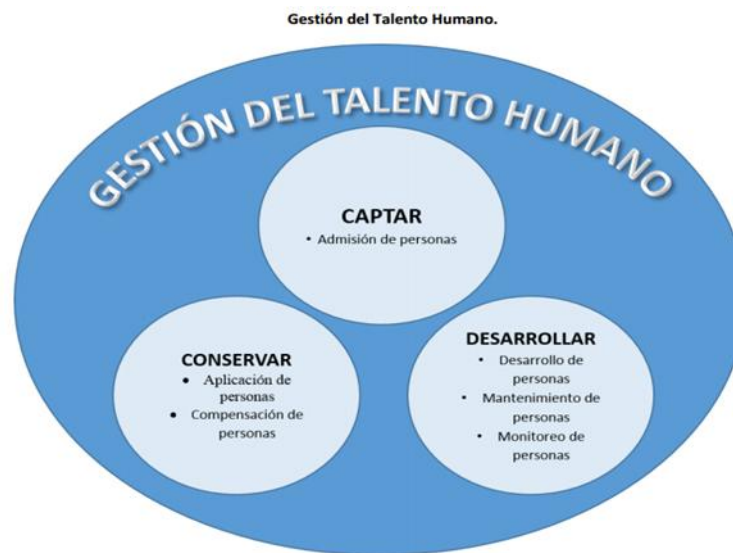 Gestión del Talento Humano.
GESTIÓN DEL TALENTO HUMANO
CAPTAR
• Admisión de personas
CONSERVAR
• Aplicación de
personas
• Compensación de
personas
DESARROLLAR
• Desarrollo de
personas
• Mantenimiento de
personas
• Monitoreo de
personas